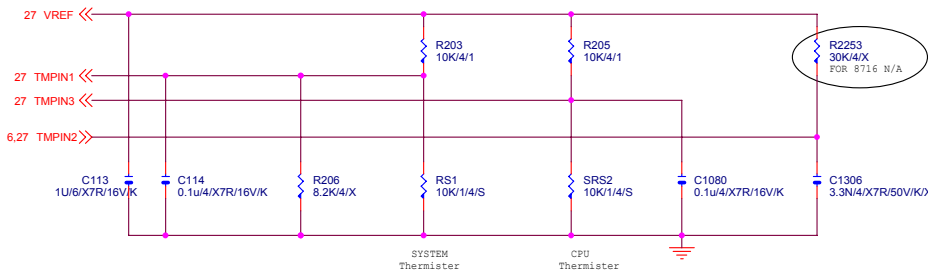 27 VREF
R203
10K/4/1
R205
10K/4/1
R2253
30K/4/X
FOR 8716 N/A
27 TMPIN1
27 TMPIN3
6,27 TMPIN2
C113
1U/6/X7R/16V/K
C114
0.1u/4/X7R/16V/K
R206
8.2K/4/X
RS1
10K/1/4/S
SRS2
10K/1/4/S
C1080
0.1u/4/X7R/16V/K
C1306
3.3N/4/X7R/50V/K/X
SYSTEM
Thermister
CPU
Thermister